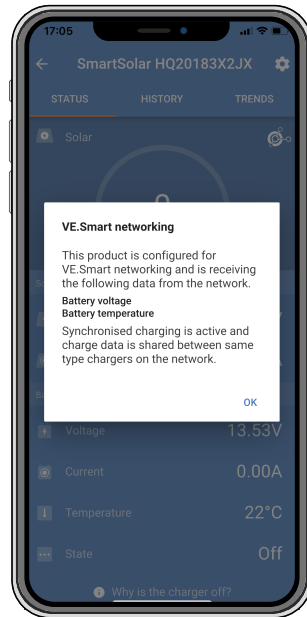 17:05
SmartSolar HQ20183X2JX
STATUS HISTORY TRENDS
Solar
VE.Smart networking
This product is configured for
VE.Smart networking and is receiving
the following data from the network.
Battery voltage
Battery temperature
Synchronised charging is active and
charge data is shared between same
type chargers on the network.
OK
Voltage 13.53V
Current 0.00A
Temperature 22°C
State Off
Why is the charger off?